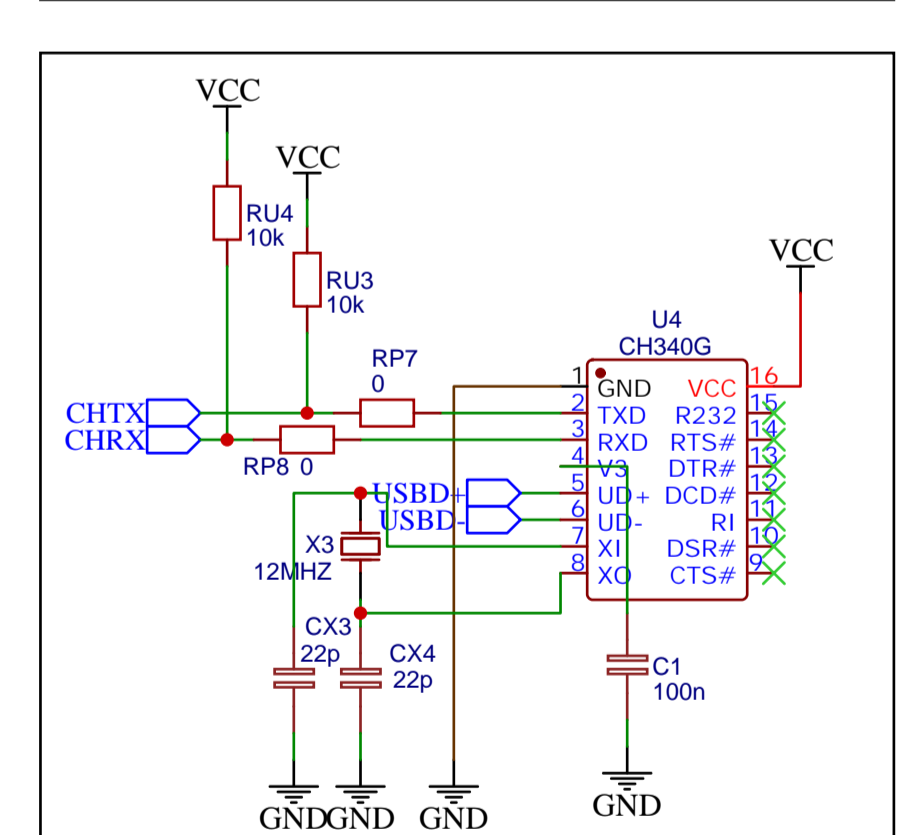 VCC
VCC
RU4
10k
RU3
10k
VCC
U4
CH340G
RP7
0
CHTX
CHRX
RP8 0
1 GND VCC 16
2 TXD R232 15
3 RXD RTS# 14
4 V3 DTR# 13
5 UD+ DCD# 12
6 UD- RI 11
7 XI DSR# 10
8 XO CTS# 9
USBD+
USBD-
X3
12MHZ
CX3
22p
CX4
22p
C1
100n
GND
GND
GND
GND